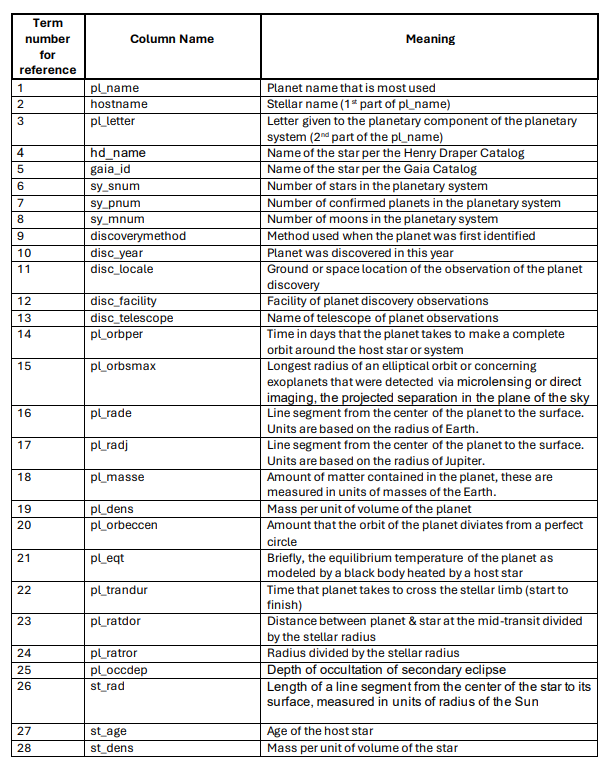 Term
number
for
reference
Column Name
Meaning
1 pl_name Planet name that is most used
2 hostname Stellar name (1st part of pl_name)
3 pl_letter Letter given to the planetary component of the planetary
system (2nd part of the pl_name)
4 hd_name Name of the star per the Henry Draper Catalog
5 gaia_id Name of the star per the Gaia Catalog
6 sy_snum Number of stars in the planetary system
7 sy_pnum Number of confirmed planets in the planetary system
8 sy_mnum Number of moons in the planetary system
9 discoverymethod Method used when the planet was first identified
10 disc_year Planet was discovered in this year
11 disc_locale Ground or space location of the observation of the planet
discovery
12 disc_facility Facility of planet discovery observations
13 disc_telescope Name of telescope of planet observations
14 pl_orbper Time in days that the planet takes to make a complete
orbit around the host star or system
15 pl_orbsmax Longest radius of an elliptical orbit or concerning
exoplanets that were detected via microlensing or direct
imaging, the projected separation in the plane of the sky
16 pl_rade Line segment from the center of the planet to the surface.
Units are based on the radius of Earth.
17 pl_radj Line segment from the center of the planet to the surface.
Units are based on the radius of Jupiter.
18 pl_masse Amount of matter contained in the planet, these are
measured in units of masses of the Earth.
19 pl_dens Mass per unit of volume of the planet
20 pl_orbeccen Amount that the orbit of the planet diviates from a perfect
circle
21 pl_eqt Briefly, the equilibrium temperature of the planet as
modeled by a black body heated by a host star
22 pl_trandur Time that planet takes to cross the stellar limb (start to
finish)
23 pl_ratdor Distance between planet & star at the mid-transit divided
by the stellar radius
24 pl_ratror Radius divided by the stellar radius
25 pl_occdep Depth of occultation of secondary eclipse
26 st_rad Length of a line segment from the center of the star to its
surface, measured in units of radius of the Sun
27 st_age Age of the host star
28 st_dens Mass per unit of volume of the star